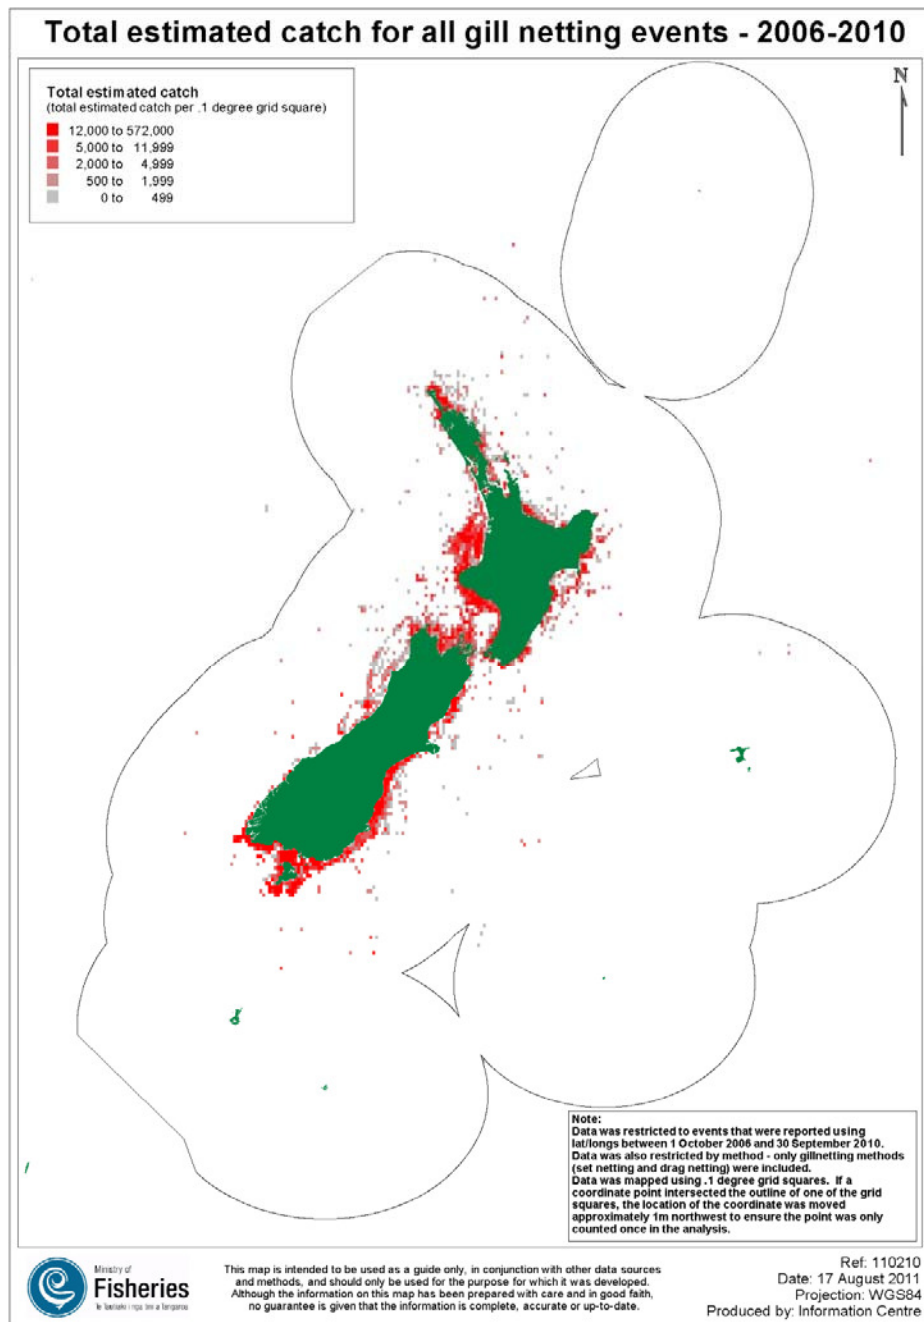 Total estimated catch for all gill netting events - 2006-2010
Total estimated catch
(total estimated catch per .1 degree grid square)
12,000 to 572,000
5,000 to 11,999
2,000 to 4,999
500 to 1,999
0 to 499
N
Note:
Data was restricted to events that were reported using
lat/longs between 1 October 2006 and 30 September 2010.
Data was also restricted by method - only gillnetting methods
(set netting and drag netting) were included.
Data was mapped using .1 degree grid squares. If a
coordinate point intersected the outline of one of the grid
squares, the location of the coordinate was moved
approximately 1m northwest to ensure the point was only
counted once in the analysis.
Ministry of
Fisheries
This map is intended to be used as a guide only, in conjunction with other data sources
and methods, and should only be used for the purpose for which it was developed.
Although the information on this map has been prepared with care and in good faith,
no guarantee is given that the information is complete, accurate or up-to-date.
Ref: 110210
Date: 17 August 2011
Projection: WGS84
Produced by: Information Centre